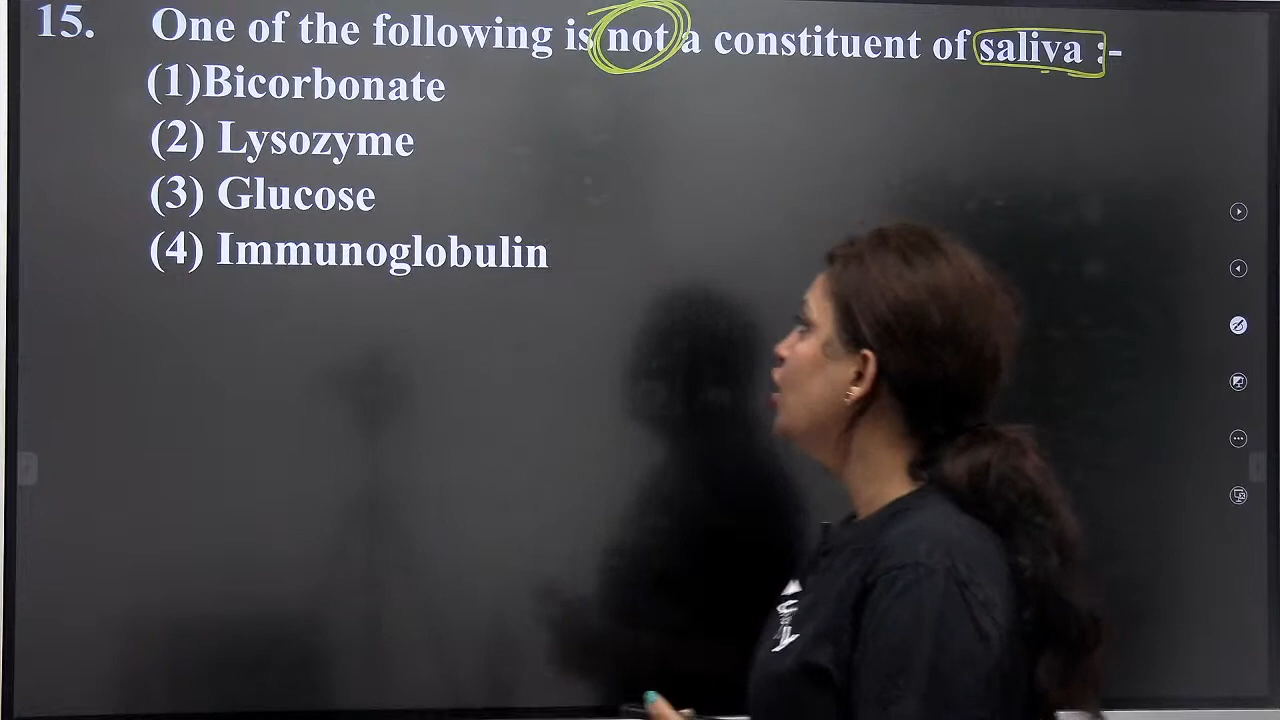 15. One of the following is not a constituent of saliva :-
(1)Bicorbonate
(2) Lysozyme
(3) Glucose
(4) Immunoglobulin